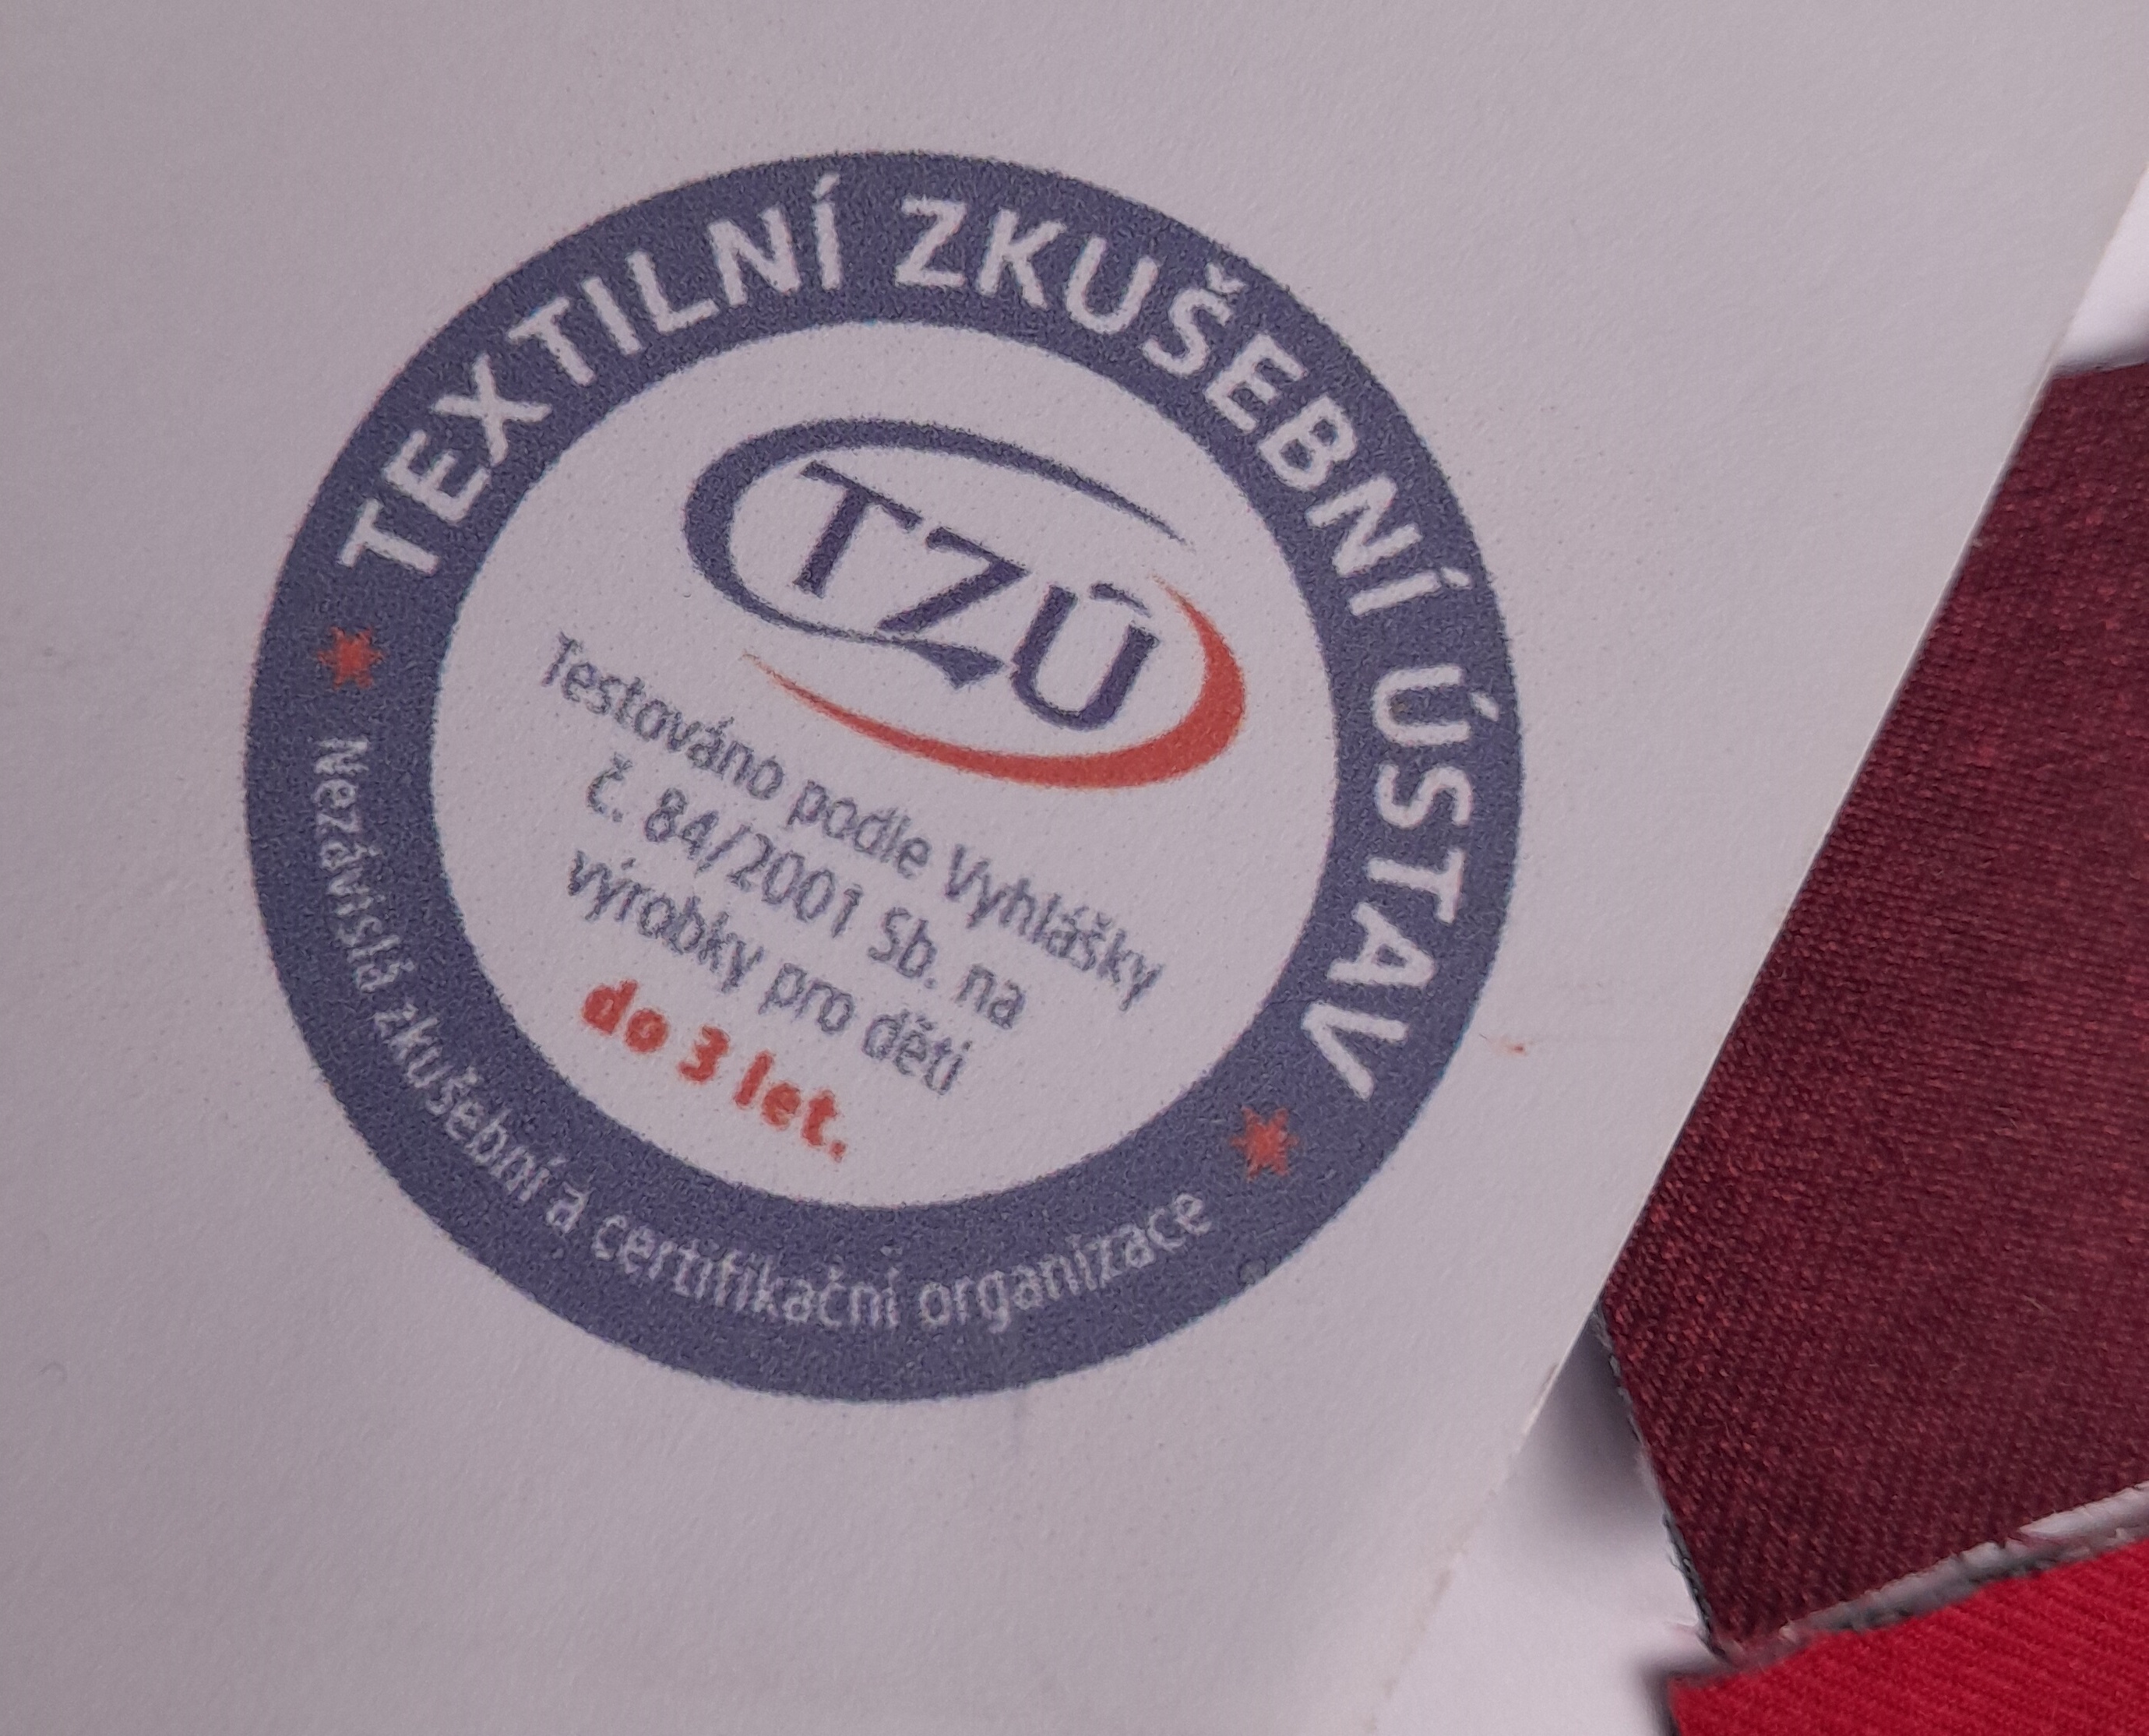 TEXTILNÍ ZKUŠEBNÍ ÚSTAV
TZÚ
Testováno podle Vyhlášky
č. 84/2001 Sb. na
výrobky pro děti
do 3 let.
Nezávislá zkušební a certifikační organizace